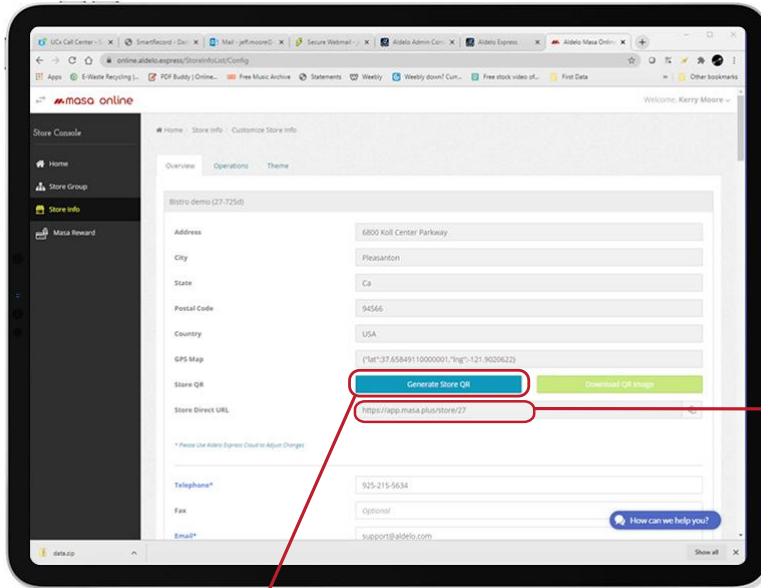 UCx Call Center - S
SmartRecord - Dail
Mail - jeff.moore@
Secure Webmail -
Aldelo Admin Con
Aldelo Express
Aldelo Masa Onlin
online.aldelo.express/StoreInfoList/Config
Apps
E-Waste Recycling |...
PDF Buddy | Online...
Free Music Archive
Statements
Weebly
Weebly down? Curr...
Free stock video of...
First Data
»
Other bookmarks
masa online
Welcome, Kerry Moore
Store Console
Home / Store Info / Customize Store Info
Home
Store Group
Store Info
Masa Reward
Overview
Operations
Theme
Bistro demo (27-725d)
Address
6800 Koll Center Parkway
City
Pleasanton
State
Ca
Postal Code
94566
Country
USA
GPS Map
{"lat":37.65849110000001,"lng":-121.9020622}
Store QR
Generate Store QR
Download QR Image
Store Direct URL
https://app.masa.plus/store/27
* Please Use Aldelo Express Cloud to Adjust Changes
Telephone*
925-215-5634
Fax
Optional
Email*
support@aldelo.com
How can we help you?
data.zip
Show all